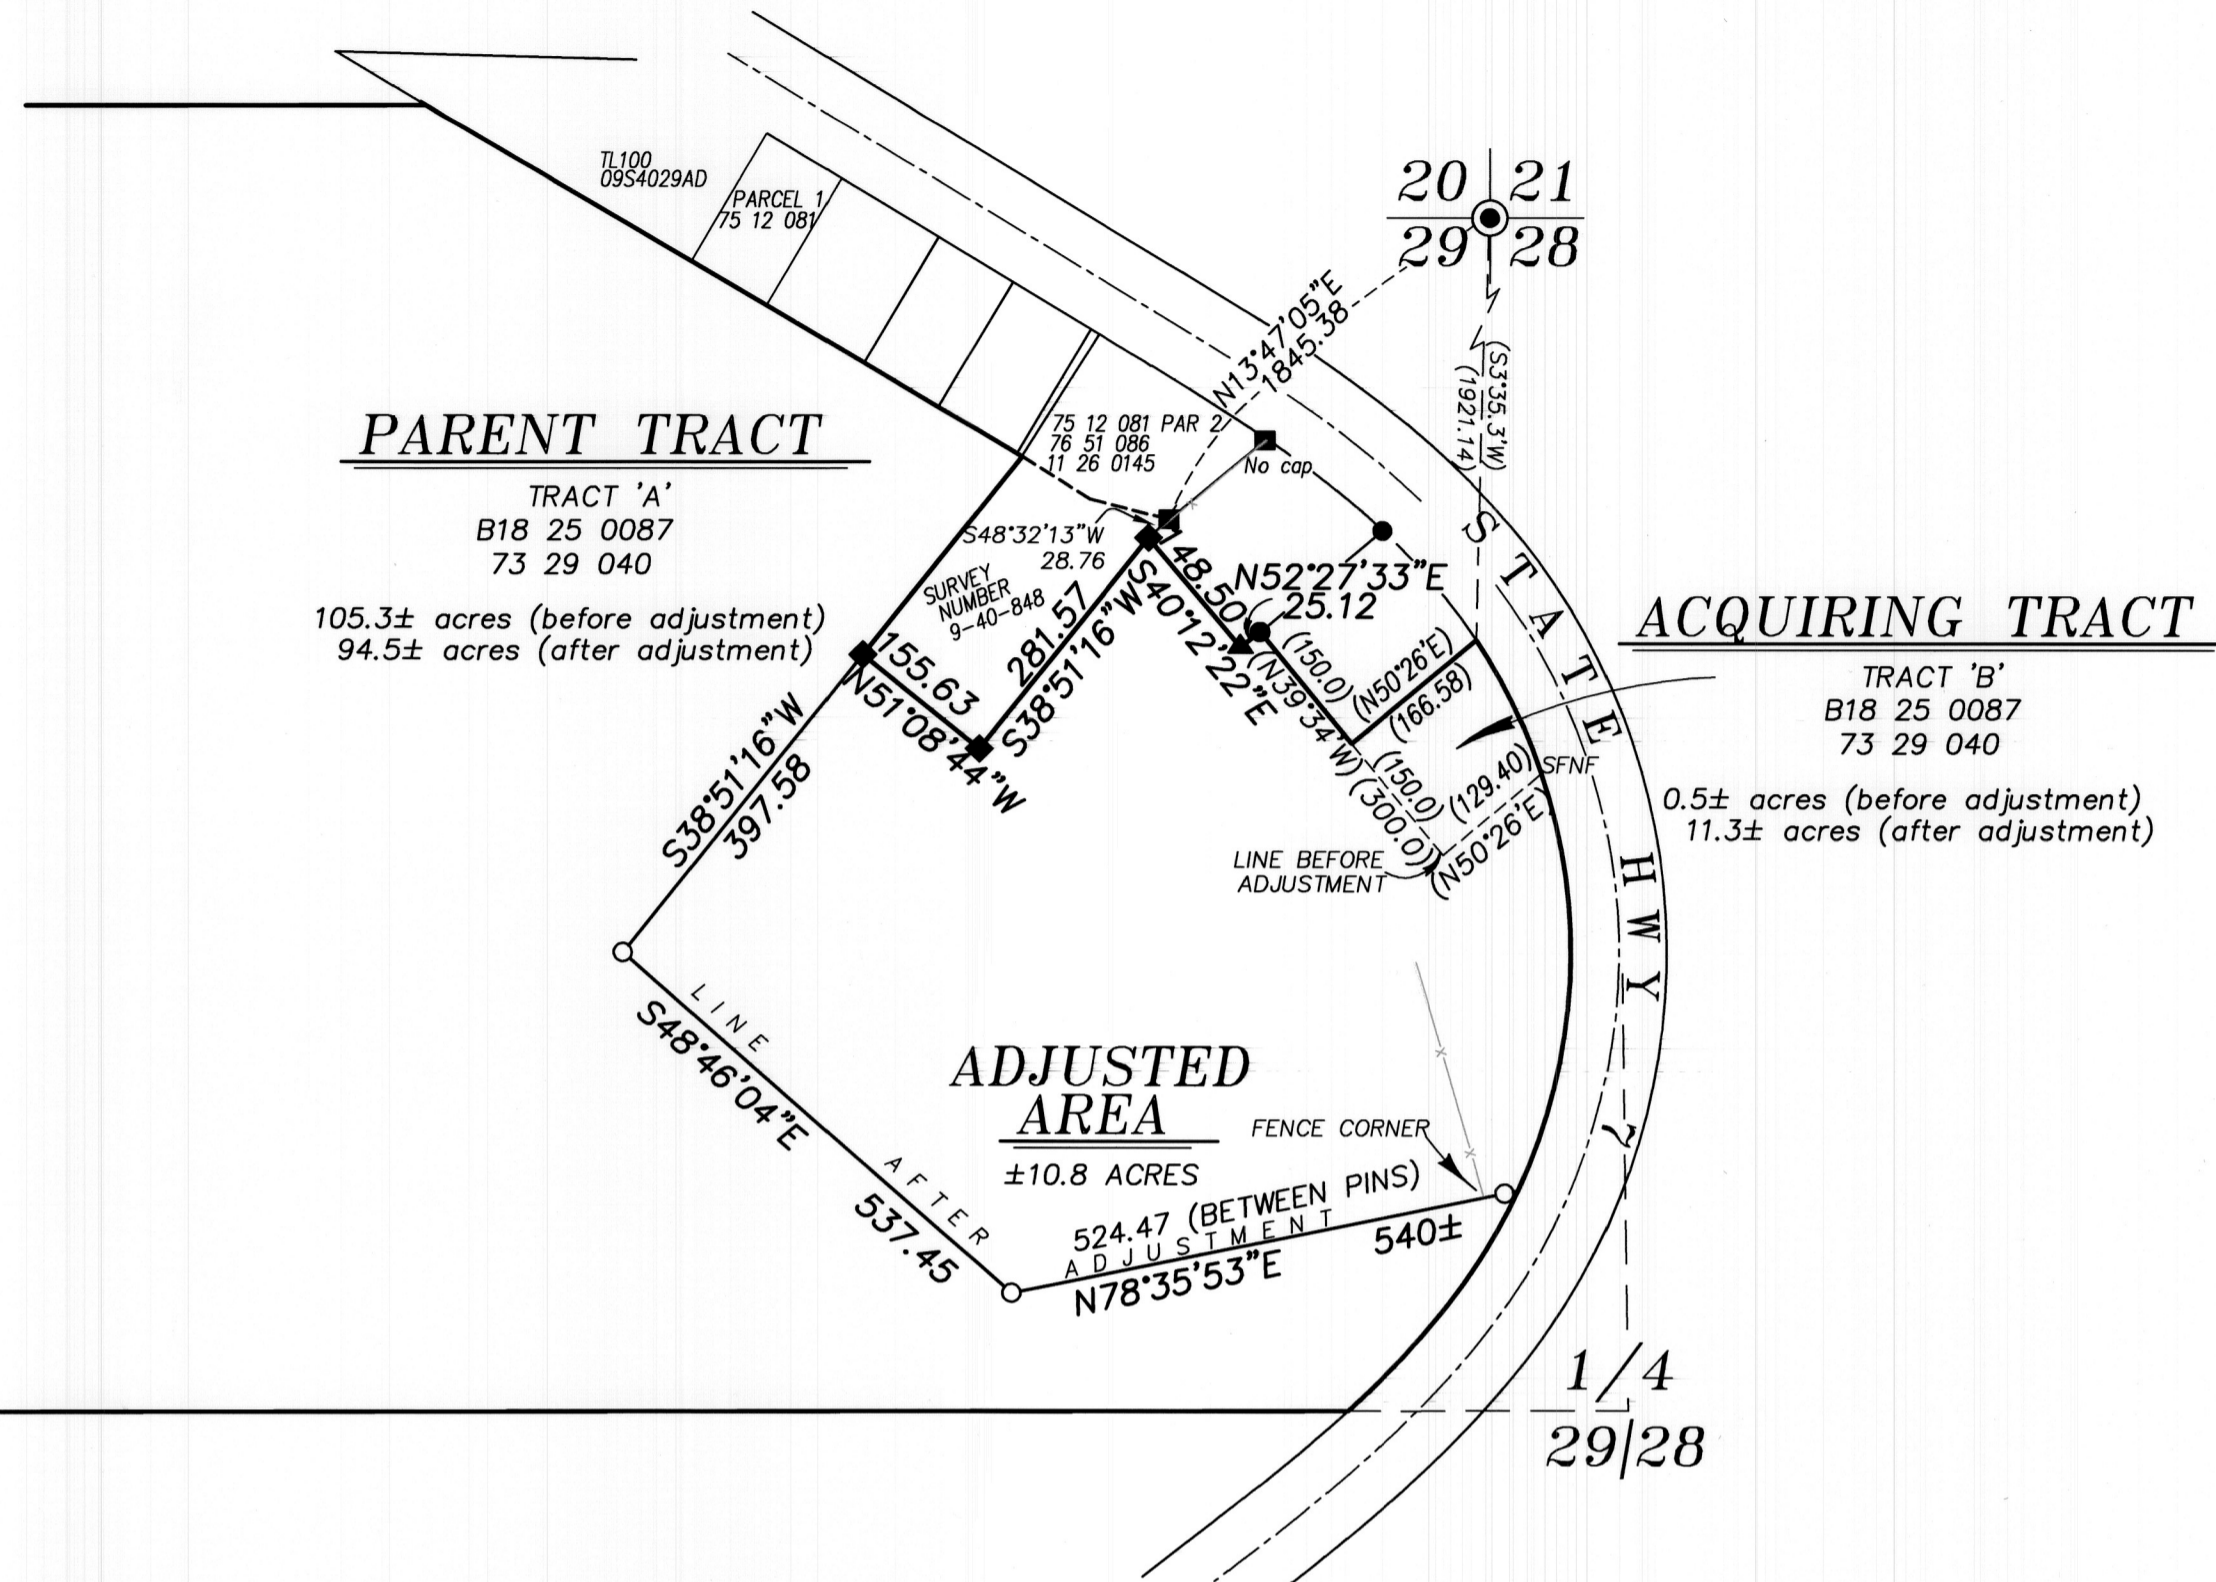 TL100
09S4029AD
PARCEL 1
75 12 081
20 21
29 28
N13°47'05"E
1845.38
(S3°35.3'W)
(1921.14)
PARENT TRACT
TRACT 'A'
B18 25 0087
73 29 040
105.3± acres (before adjustment)
94.5± acres (after adjustment)
75 12 081 PAR 2
76 51 086
11 26 0145
No cap
S48°32'13"W
28.76
SURVEY
NUMBER
9-40-848
148.50
S40°12'22"E
N52°27'33"E
25.12
281.57
S38°51'16"W
155.63
N51°08'44"W
S38°51'16"W
397.58
(150.0)
(N39°34'W) (300.0)
(N50°26'E)
(166.58)
(150.0)
(129.40)
(N50°26'E)
SFNF
LINE BEFORE
ADJUSTMENT
STATE HWY 7
ACQUIRING TRACT
TRACT 'B'
B18 25 0087
73 29 040
0.5± acres (before adjustment)
11.3± acres (after adjustment)
LINE AFTER ADJUSTMENT
S48°46'04"E
537.45
ADJUSTED
AREA
±10.8 ACRES
FENCE CORNER
524.47 (BETWEEN PINS)
540±
N78°35'53"E
1/4
29|28